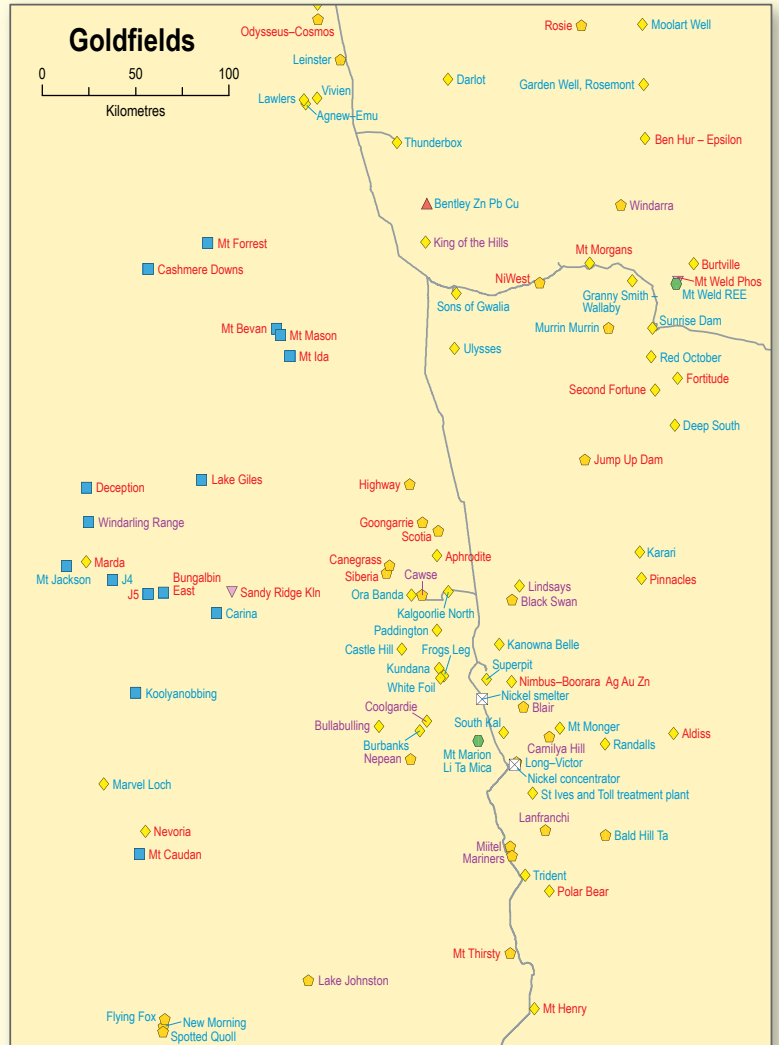 Goldfields
0 50 100
Kilometres
Odysseus–Cosmos
Rosie
Moolart Well
Leinster
Darlot
Garden Well, Rosemont
Vivien
Lawlers
Agnew–Emu
Thunderbox
Ben Hur – Epsilon
Bentley Zn Pb Cu
Windarra
Mt Forrest
King of the Hills
Mt Morgans
Cashmere Downs
Burtville
NiWest
Mt Weld Phos
Granny Smith –
Wallaby
Mt Weld REE
Sons of Gwalia
Sunrise Dam
Mt Bevan
Murrin Murrin
Mt Mason
Mt Ida
Ulysses
Red October
Fortitude
Second Fortune
Deep South
Jump Up Dam
Lake Giles
Deception
Highway
Windarling Range
Goongarrie
Scotia
Karari
Marda
Aphrodite
Canegrass
Mt Jackson
J4
Bungalbin
East
Siberia
Cawse
Pinnacles
J5
Sandy Ridge Kln
Ora Banda
Lindsays
Black Swan
Carina
Kalgoorlie North
Paddington
Kanowna Belle
Castle Hill
Frogs Leg
Superpit
Kundana
Nimbus–Boorara Ag Au Zn
White Foil
Koolyanobbing
Nickel smelter
Blair
Coolgardie
South Kal
Bullabulling
Mt Monger
Aldiss
Burbanks
Camilya Hill
Randalls
Nepean
Mt Marion
Li Ta Mica
Long–Victor
Nickel concentrator
Marvel Loch
St Ives and Toll treatment plant
Lanfranchi
Nevoria
Bald Hill Ta
Miitel
Mt Caudan
Mariners
Trident
Polar Bear
Mt Thirsty
Lake Johnston
Mt Henry
Flying Fox
New Morning
Spotted Quoll